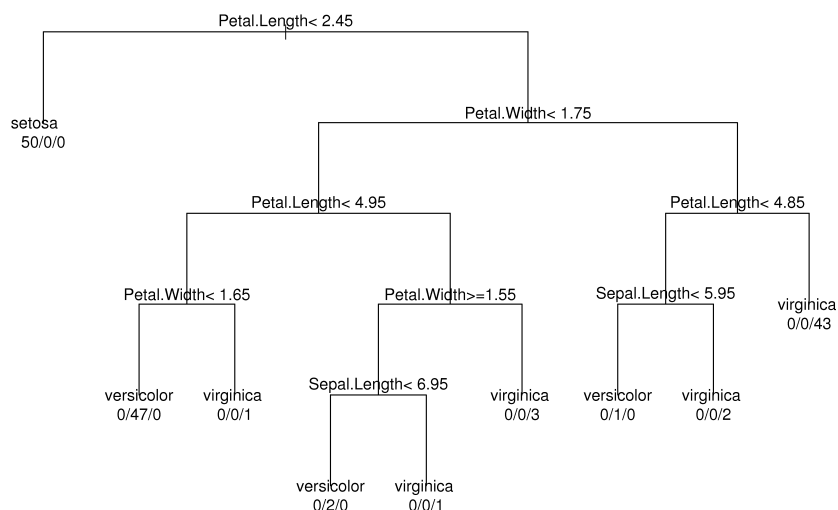 Petal.Length< 2.45
Petal.Width< 1.75
setosa
50/0/0
Petal.Length< 4.95
Petal.Length< 4.85
Petal.Width< 1.65
Petal.Width>=1.55
Sepal.Length< 5.95
virginica
0/0/43
Sepal.Length< 6.95
versicolor
0/47/0
virginica
0/0/1
virginica
0/0/3
versicolor
0/1/0
virginica
0/0/2
versicolor
0/2/0
virginica
0/0/1